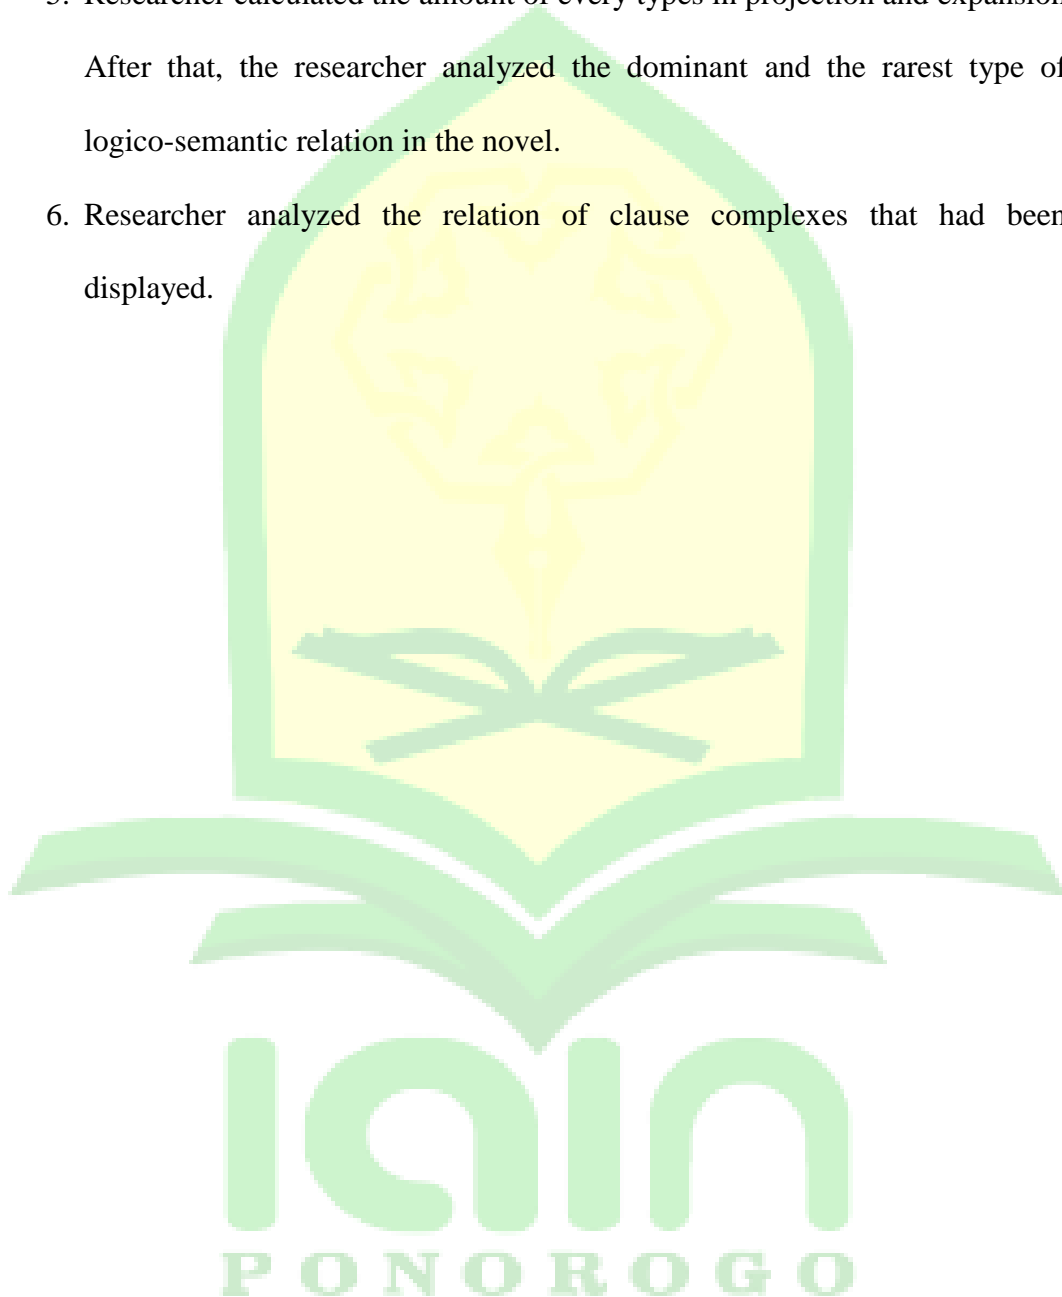 5. Researcher calculated the amount of every types in projection and expansion
After that, the researcher analyzed the dominant and the rarest type of
logico-semantic relation in the novel.
6. Researcher analyzed the relation of clause complexes that had been
displayed.
IAIN
PONOROGO